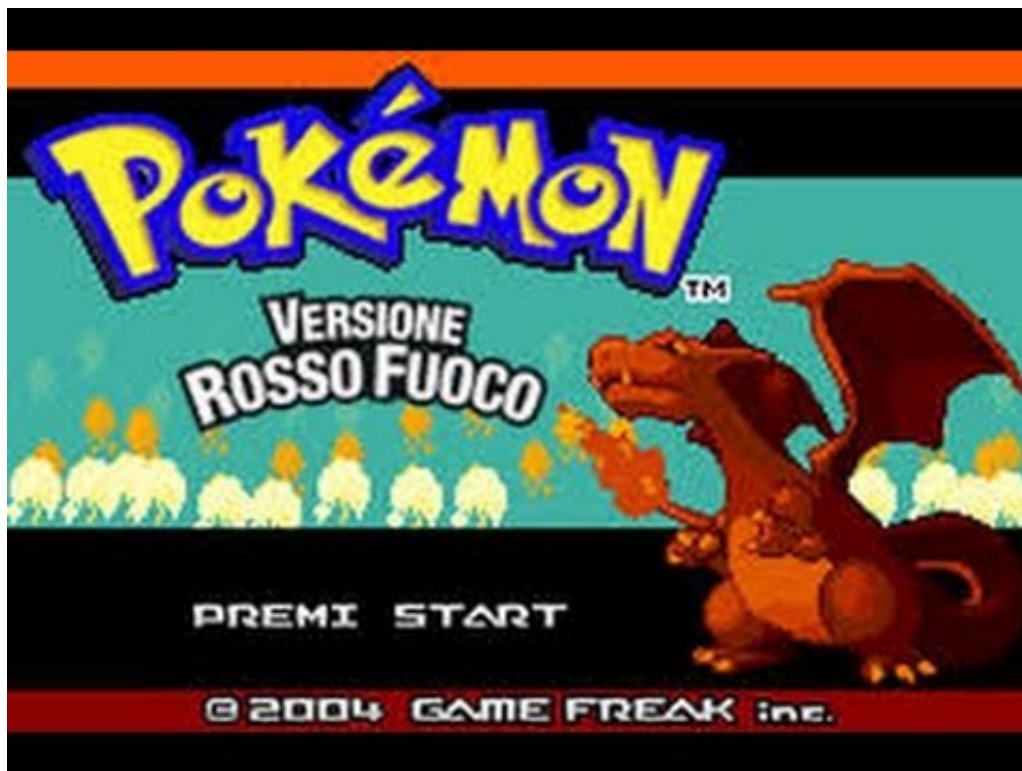 POKéMON
TM
VERSIONE
ROSSO FUOCO
PREMI START
© 2004 GAME FREAK inc.